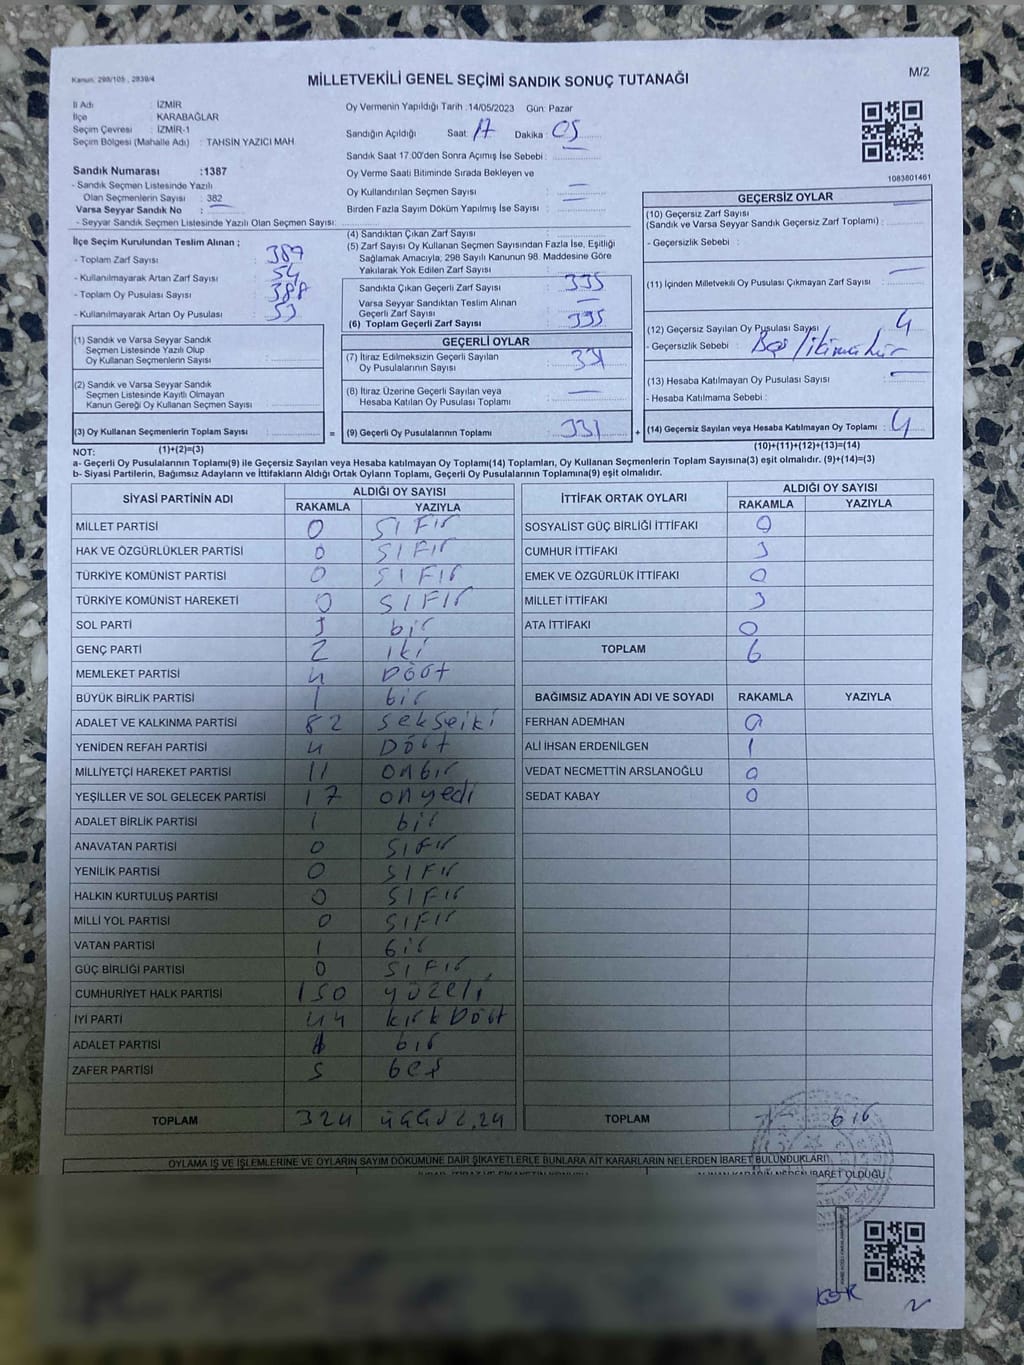 Kanun: 298/105 , 2839/4
MİLLETVEKİLİ GENEL SEÇİMİ SANDIK SONUÇ TUTANAĞI
M/2
İl Adı : İZMİR
İlçe : KARABAĞLAR
Seçim Çevresi : İZMİR-1
Seçim Bölgesi (Mahalle Adı) : TAHSİN YAZICI MAH
Oy Vermenin Yapıldığı Tarih :14/05/2023 Gün: Pazar
Sandığın Açıldığı Saat: 17 Dakika : 05
Sandık Saat 17:00'den Sonra Açımış İse Sebebi :
Oy Verme Saati Bitiminde Sırada Bekleyen ve
Oy Kullandırılan Seçmen Sayısı : —
Birden Fazla Sayım Döküm Yapılmış İse Sayısı : —
1083801461
Sandık Numarası :1387
- Sandık Seçmen Listesinde Yazılı
Olan Seçmenlerin Sayısı : 382
Varsa Seyyar Sandık No : —
- Seyyar Sandık Seçmen Listesinde Yazılı Olan Seçmen Sayısı:
İlçe Seçim Kurulundan Teslim Alınan ;
- Toplam Zarf Sayısı : 389
- Kullanılmayarak Artan Zarf Sayısı : 54
- Toplam Oy Pusulası Sayısı : 388
- Kullanılmayarak Artan Oy Pusulası : 53
(1) Sandık ve Varsa Seyyar Sandık
Seçmen Listesinde Yazılı Olup
Oy Kullanan Seçmenlerin Sayısı :
(2) Sandık ve Varsa Seyyar Sandık
Seçmen Listesinde Kayıtlı Olmayan
Kanun Gereği Oy Kullanan Seçmen Sayısı :
(3) Oy Kullanan Seçmenlerin Toplam Sayısı :
(4) Sandıktan Çıkan Zarf Sayısı :
(5) Zarf Sayısı Oy Kullanan Seçmen Sayısından Fazla İse, Eşitliği
Sağlamak Amacıyla, 298 Sayılı Kanunun 98. Maddesine Göre
Yakılarak Yok Edilen Zarf Sayısı :
Sandıkta Çıkan Geçerli Zarf Sayısı : 335
Varsa Seyyar Sandıktan Teslim Alınan
Geçerli Zarf Sayısı : —
(6) Toplam Geçerli Zarf Sayısı : 335
GEÇERLİ OYLAR
(7) İtiraz Edilmeksizin Geçerli Sayılan
Oy Pusulalarının Sayısı : 331
(8) İtiraz Üzerine Geçerli Sayılan veya
Hesaba Katılan Oy Pusulası Toplamı : —
= (9) Geçerli Oy Pusulalarının Toplamı : 331 +
GEÇERSİZ OYLAR
(10) Geçersiz Zarf Sayısı
(Sandık ve Varsa Seyyar Sandık Geçersiz Zarf Toplamı) : —
- Geçersizlik Sebebi :
(11) İçinden Milletvekili Oy Pusulası Çıkmayan Zarf Sayısı : —
(12) Geçersiz Sayılan Oy Pusulası Sayısı : 4
- Geçersizlik Sebebi : Boş/iki mühür
(13) Hesaba Katılmayan Oy Pusulası Sayısı : —
- Hesaba Katılmama Sebebi :
(14) Geçersiz Sayılan veya Hesaba Katılmayan Oy Toplamı : 4
NOT: (1)+(2)=(3) (10)+(11)+(12)+(13)=(14)
a- Geçerli Oy Pusulalarının Toplamı(9) ile Geçersiz Sayılan veya Hesaba katılmayan Oy Toplamı(14) Toplamları, Oy Kullanan Seçmenlerin Toplam Sayısına(3) eşit olmalıdır. (9)+(14)=(3)
b- Siyasi Partilerin, Bağımsız Adayların ve İttifakların Aldığı Ortak Oyların Toplamı, Geçerli Oy Pusulalarının Toplamına(9) eşit olmalıdır.
SİYASİ PARTİNİN ADI ALDIĞI OY SAYISI
RAKAMLA YAZIYLA
MİLLET PARTİSİ 0 SIFIR
HAK VE ÖZGÜRLÜKLER PARTİSİ 0 SIFIR
TÜRKİYE KOMÜNİST PARTİSİ 0 SIFIR
TÜRKİYE KOMÜNİST HAREKETİ 0 SIFIR
SOL PARTİ 1 bir
GENÇ PARTİ 2 iki
MEMLEKET PARTİSİ 4 Dört
BÜYÜK BİRLİK PARTİSİ 1 bir
ADALET VE KALKINMA PARTİSİ 82 sekseiki
YENİDEN REFAH PARTİSİ 4 Dört
MİLLİYETÇİ HAREKET PARTİSİ 11 onbir
YEŞİLLER VE SOL GELECEK PARTİSİ 17 onyedi
ADALET BİRLİK PARTİSİ 1 bir
ANAVATAN PARTİSİ 0 SIFIR
YENİLİK PARTİSİ 0 SIFIR
HALKIN KURTULUŞ PARTİSİ 0 SIFIR
MİLLİ YOL PARTİSİ 0 SIFIR
VATAN PARTİSİ 1 bir
GÜÇ BİRLİĞİ PARTİSİ 0 SIFIR
CUMHURİYET HALK PARTİSİ 150 yüzeli
İYİ PARTİ 44 kırkDört
ADALET PARTİSİ 1 bir
ZAFER PARTİSİ 5 beş
TOPLAM 324
İTTİFAK ORTAK OYLARI ALDIĞI OY SAYISI
RAKAMLA YAZIYLA
SOSYALİST GÜÇ BİRLİĞİ İTTİFAKI 0
CUMHUR İTTİFAKI 3
EMEK VE ÖZGÜRLÜK İTTİFAKI 0
MİLLET İTTİFAKI 3
ATA İTTİFAKI 0
TOPLAM 6
BAĞIMSIZ ADAYIN ADI VE SOYADI RAKAMLA YAZIYLA
FERHAN ADEMHAN 0
ALİ İHSAN ERDENİLGEN 1
VEDAT NECMETTİN ARSLANOĞLU 0
SEDAT KABAY 0
TOPLAM bir
OYLAMA İŞ VE İŞLEMLERİNE VE OYLARIN SAYIM DÖKÜMÜNE DAİR ŞİKAYETLERLE BUNLARA AİT KARARLARIN NELERDEN İBARET BULUNDUKLARI